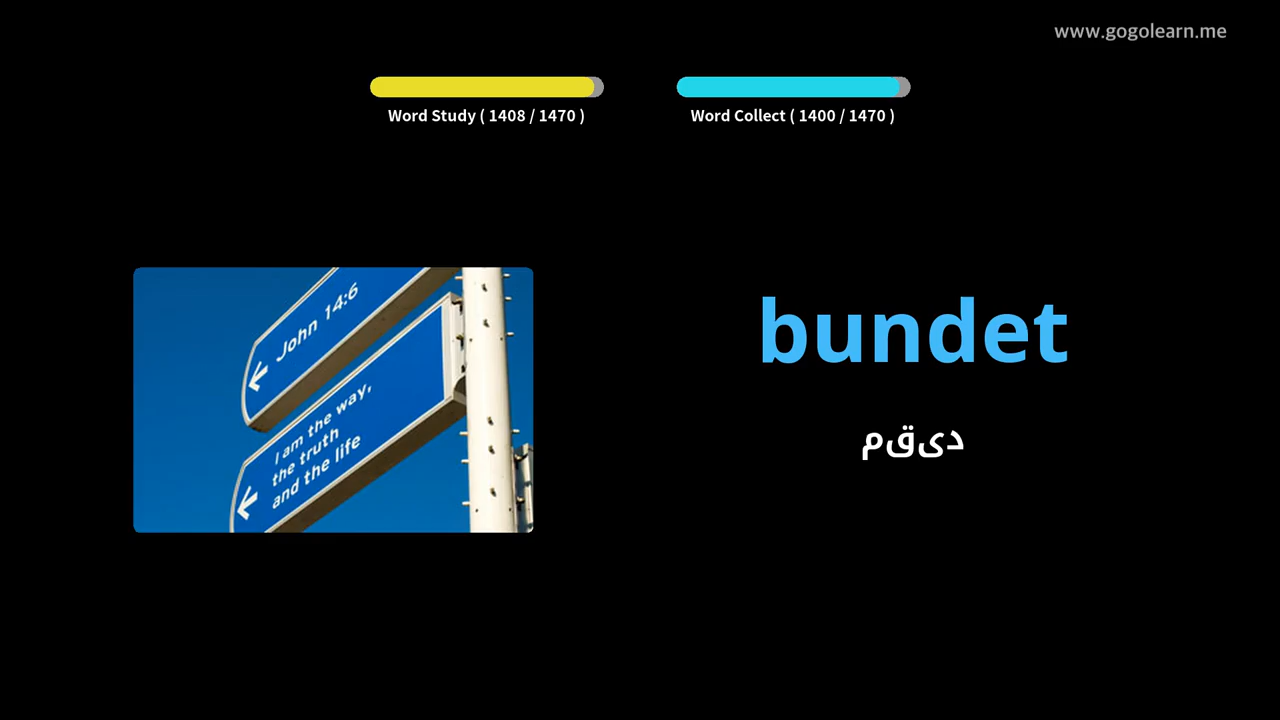 www.gogolearn.me
Word Study ( 1408 / 1470 )
Word Collect ( 1400 / 1470 )
John 14:6
I am the way,
the truth
and the life
bundet
دیقم